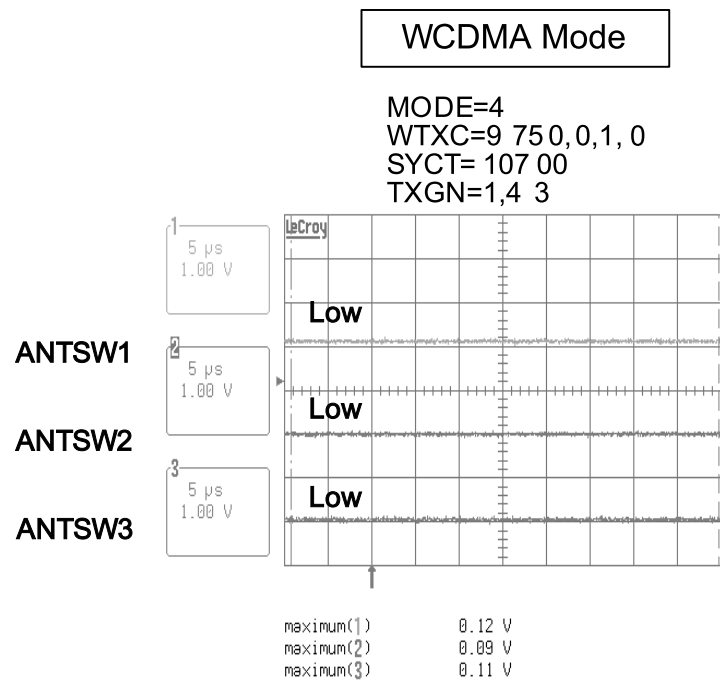 WCDMA Mode
MODE=4
WTXC=9 75 0, 0,1, 0
SYCT= 107 00
TXGN=1,4 3
1
5 µs
1.00 V
LeCroy
Low
ANTSW1
2
5 µs
1.00 V
Low
ANTSW2
3
5 µs
1.00 V
Low
ANTSW3
maximum(1) 0.12 V
maximum(2) 0.09 V
maximum(3) 0.11 V